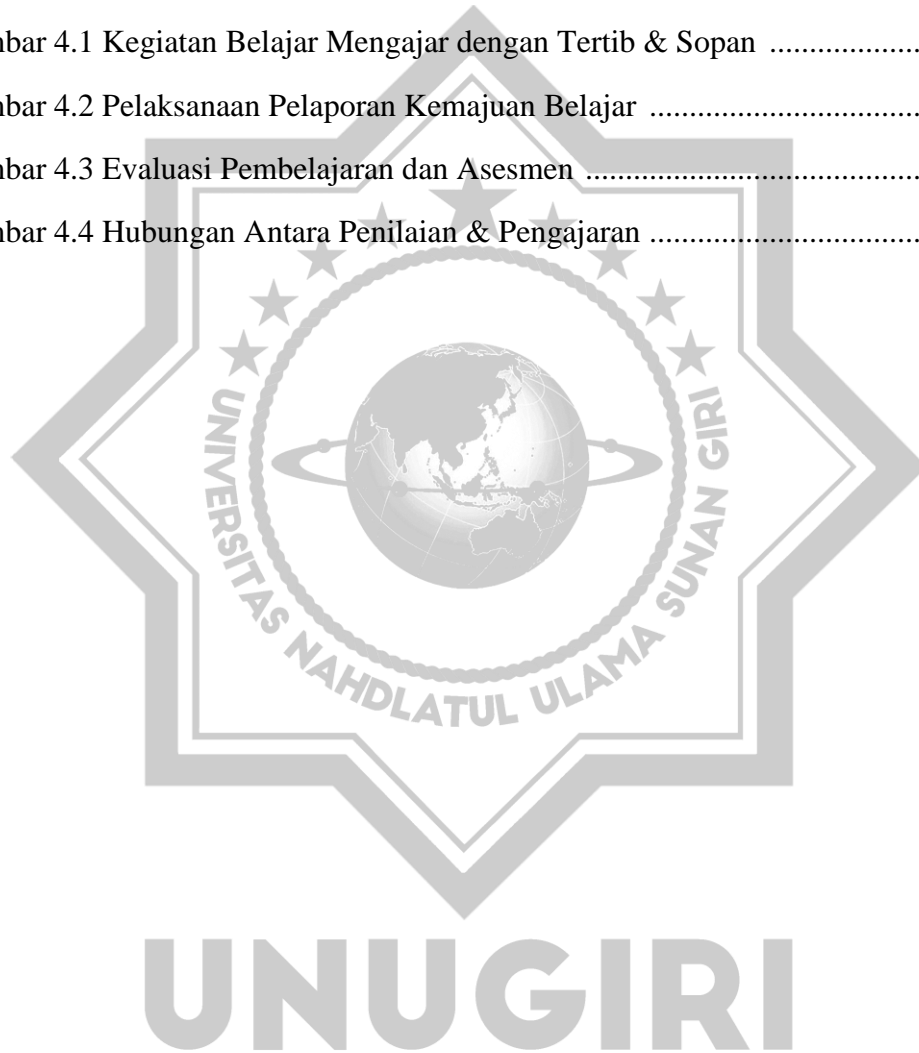 mbar 4.1 Kegiatan Belajar Mengajar dengan Tertib & Sopan ...................
mbar 4.2 Pelaksanaan Pelaporan Kemajuan Belajar ..................................
mbar 4.3 Evaluasi Pembelajaran dan Asesmen ..........................................
mbar 4.4 Hubungan Antara Penilaian & Pengajaran ..................................
UNIVERSITAS NAHDLATUL ULAMA SUNAN GIRI
UNUGIRI